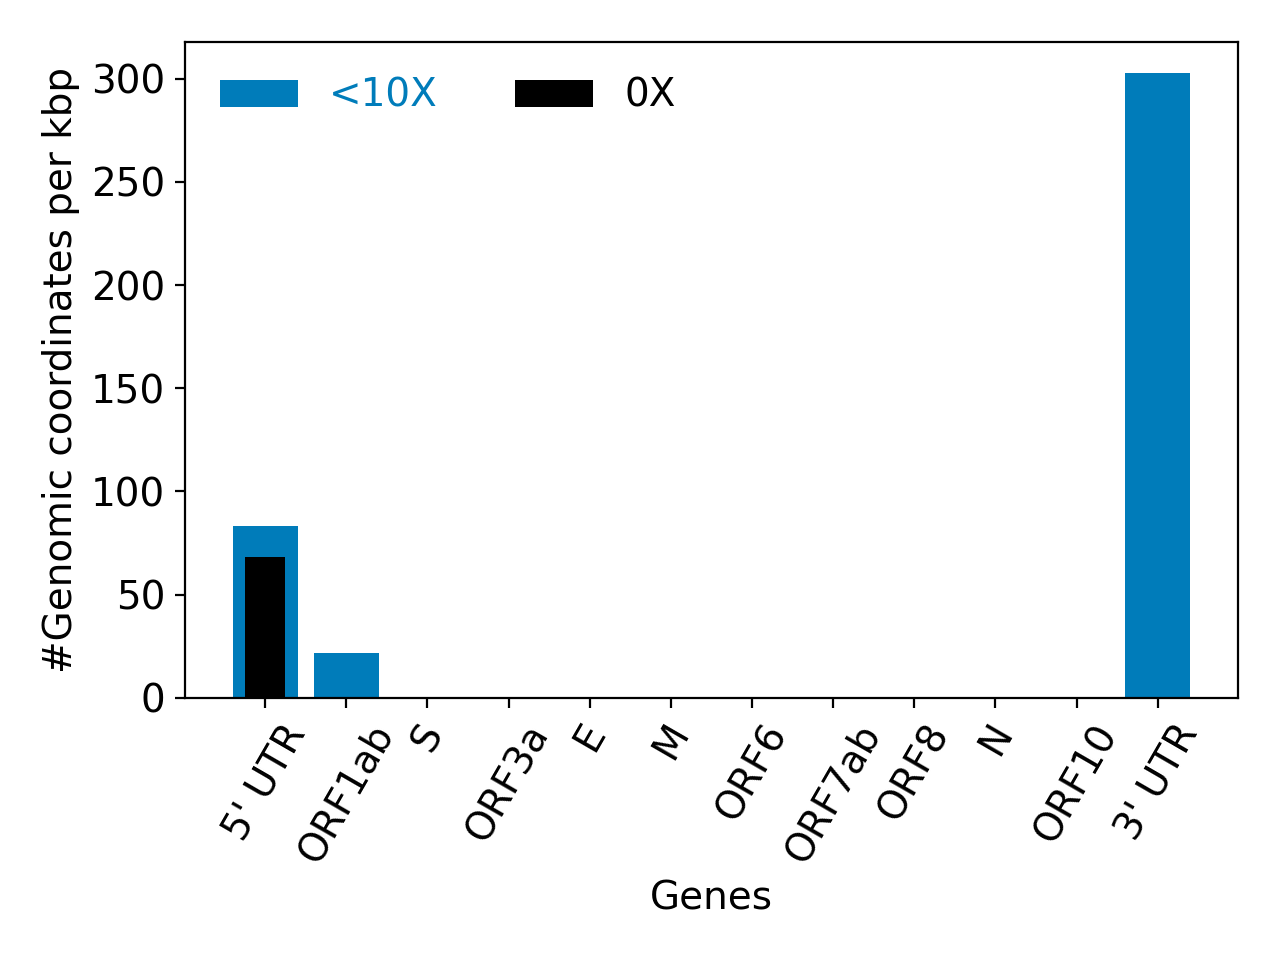 #Genomic coordinates per kbp
300
250
200
150
100
50
0
<10X 0X
5' UTR ORF1ab S ORF3a E M ORF6 ORF7ab ORF8 N ORF10 3' UTR
Genes